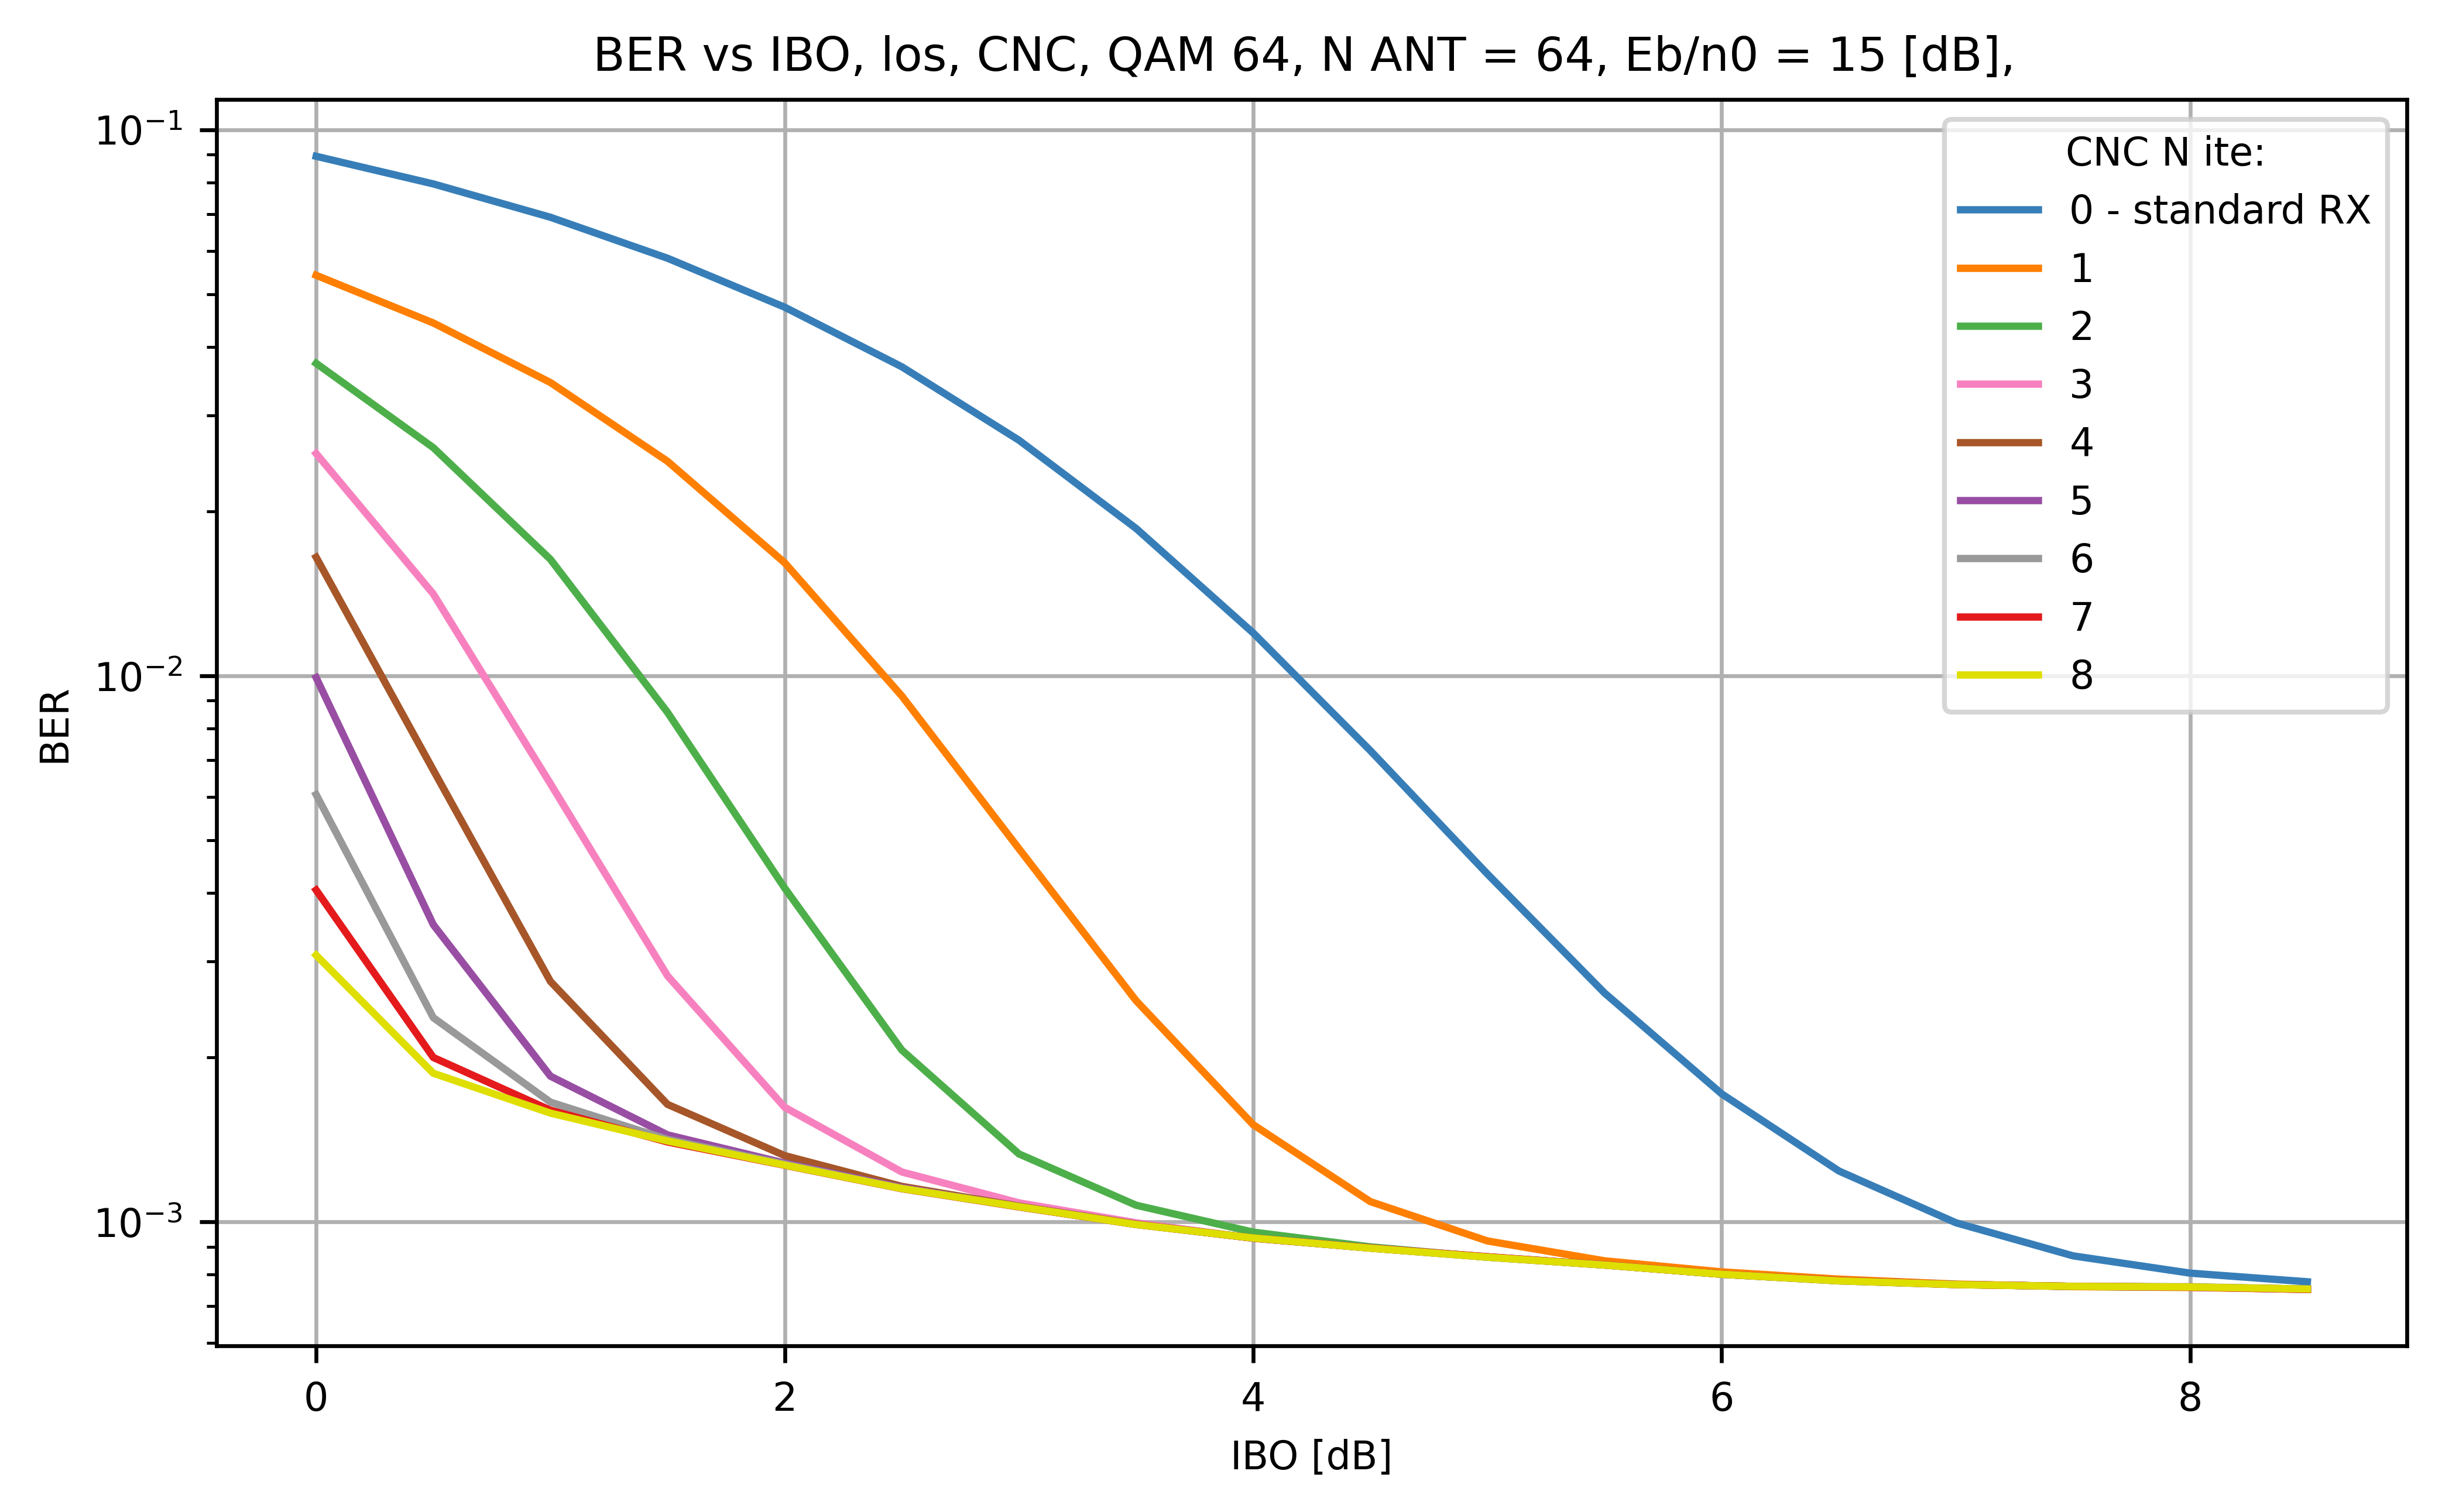 BER vs IBO, los, CNC, QAM 64, N ANT = 64, Eb/n0 = 15 [dB],
CNC N ite:
0 - standard RX
1
2
3
4
5
6
7
8
BER
10⁻¹
10⁻²
10⁻³
0 2 4 6 8
IBO [dB]